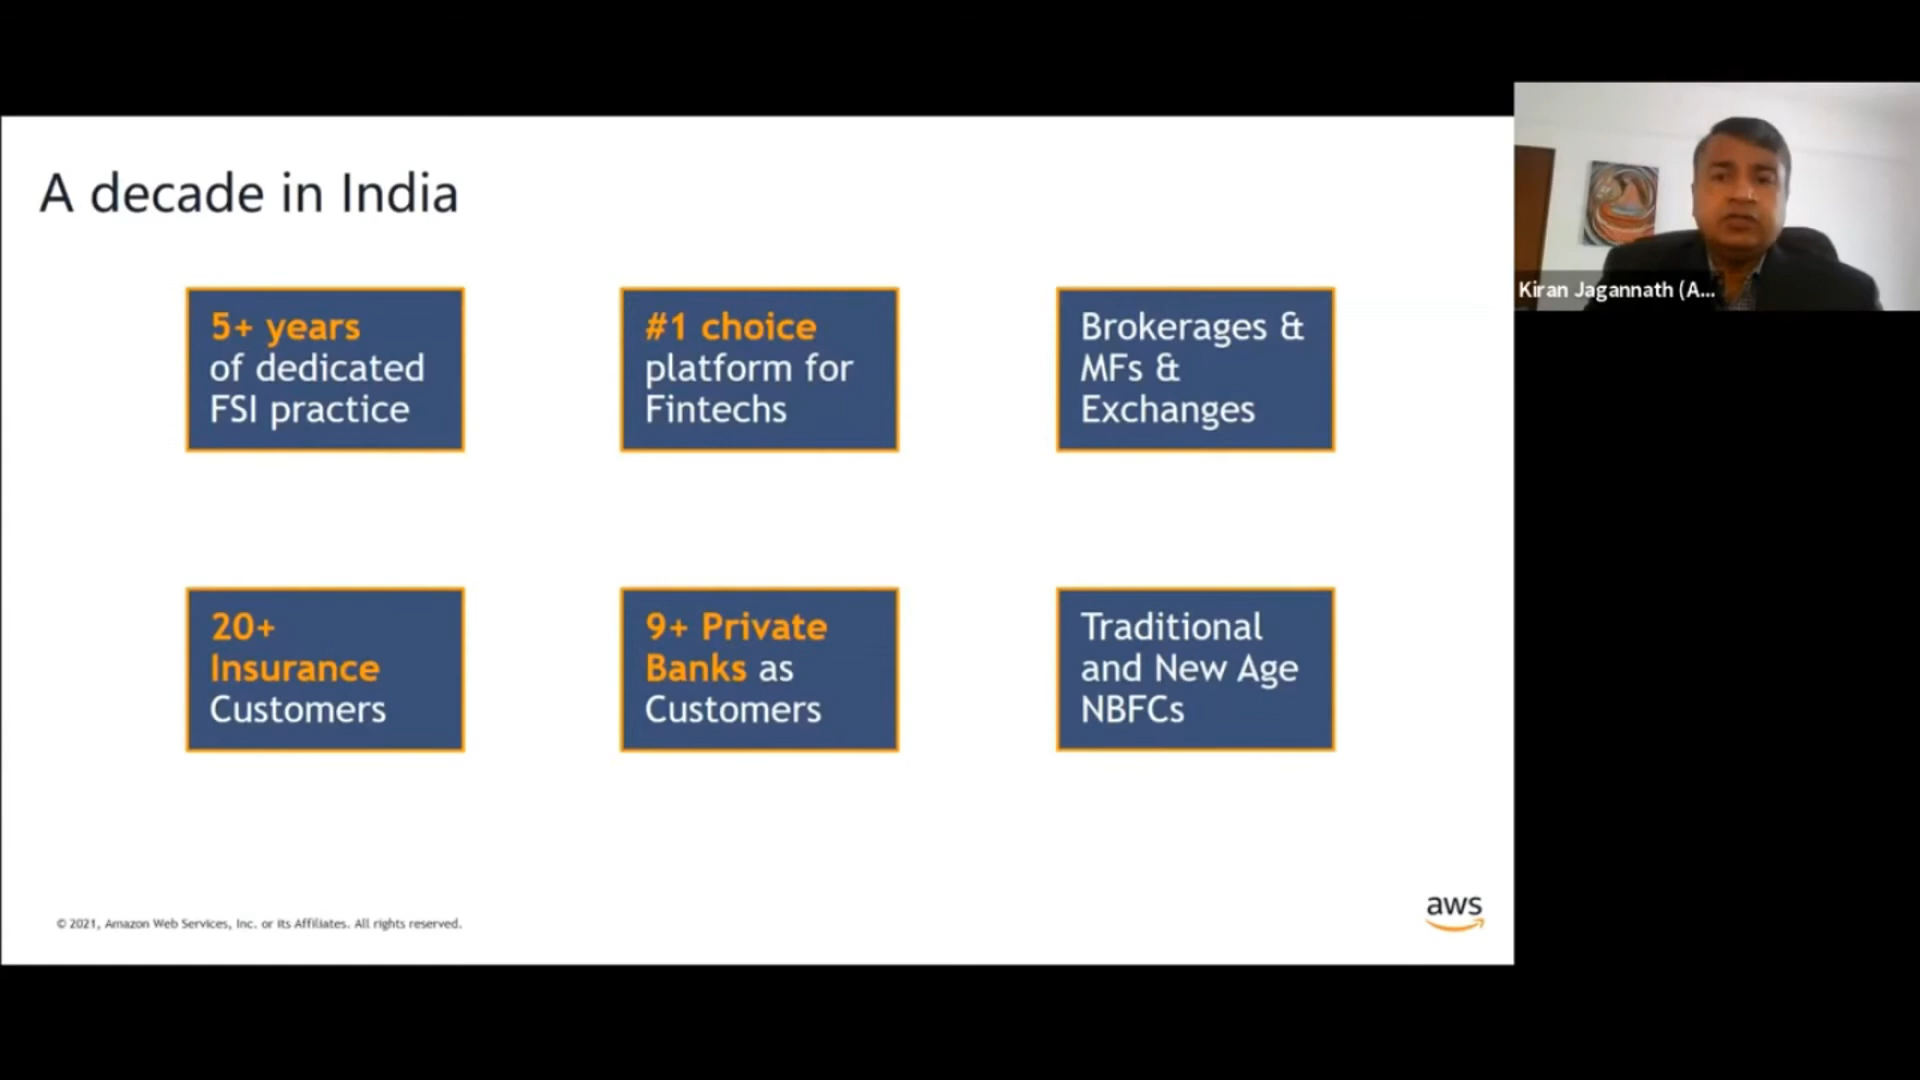 A decade in India
5+ years
of dedicated
FSI practice
#1 choice
platform for
Fintechs
Brokerages &
MFs &
Exchanges
20+
Insurance
Customers
9+ Private
Banks as
Customers
Traditional
and New Age
NBFCs
© 2021, Amazon Web Services, Inc. or its Affiliates. All rights reserved.
aws
Kiran Jagannath (A...